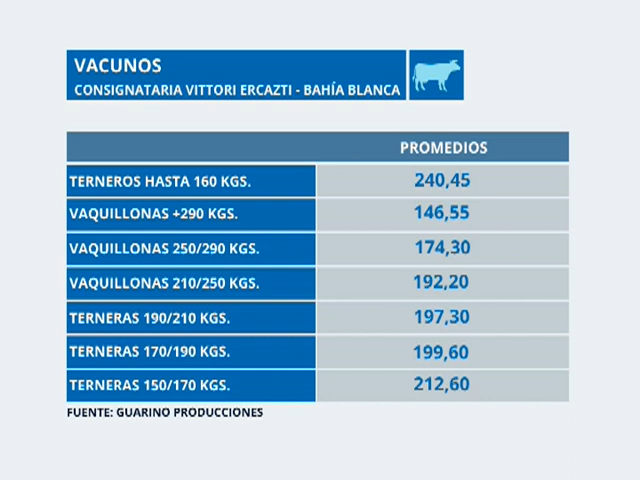 VACUNOS
CONSIGNATARIA VITTORI ERCAZTI - BAHÍA BLANCA
PROMEDIOS
TERNEROS HASTA 160 KGS. 240,45
VAQUILLONAS +290 KGS. 146,55
VAQUILLONAS 250/290 KGS. 174,30
VAQUILLONAS 210/250 KGS. 192,20
TERNERAS 190/210 KGS. 197,30
TERNERAS 170/190 KGS. 199,60
TERNERAS 150/170 KGS. 212,60
FUENTE: GUARINO PRODUCCIONES